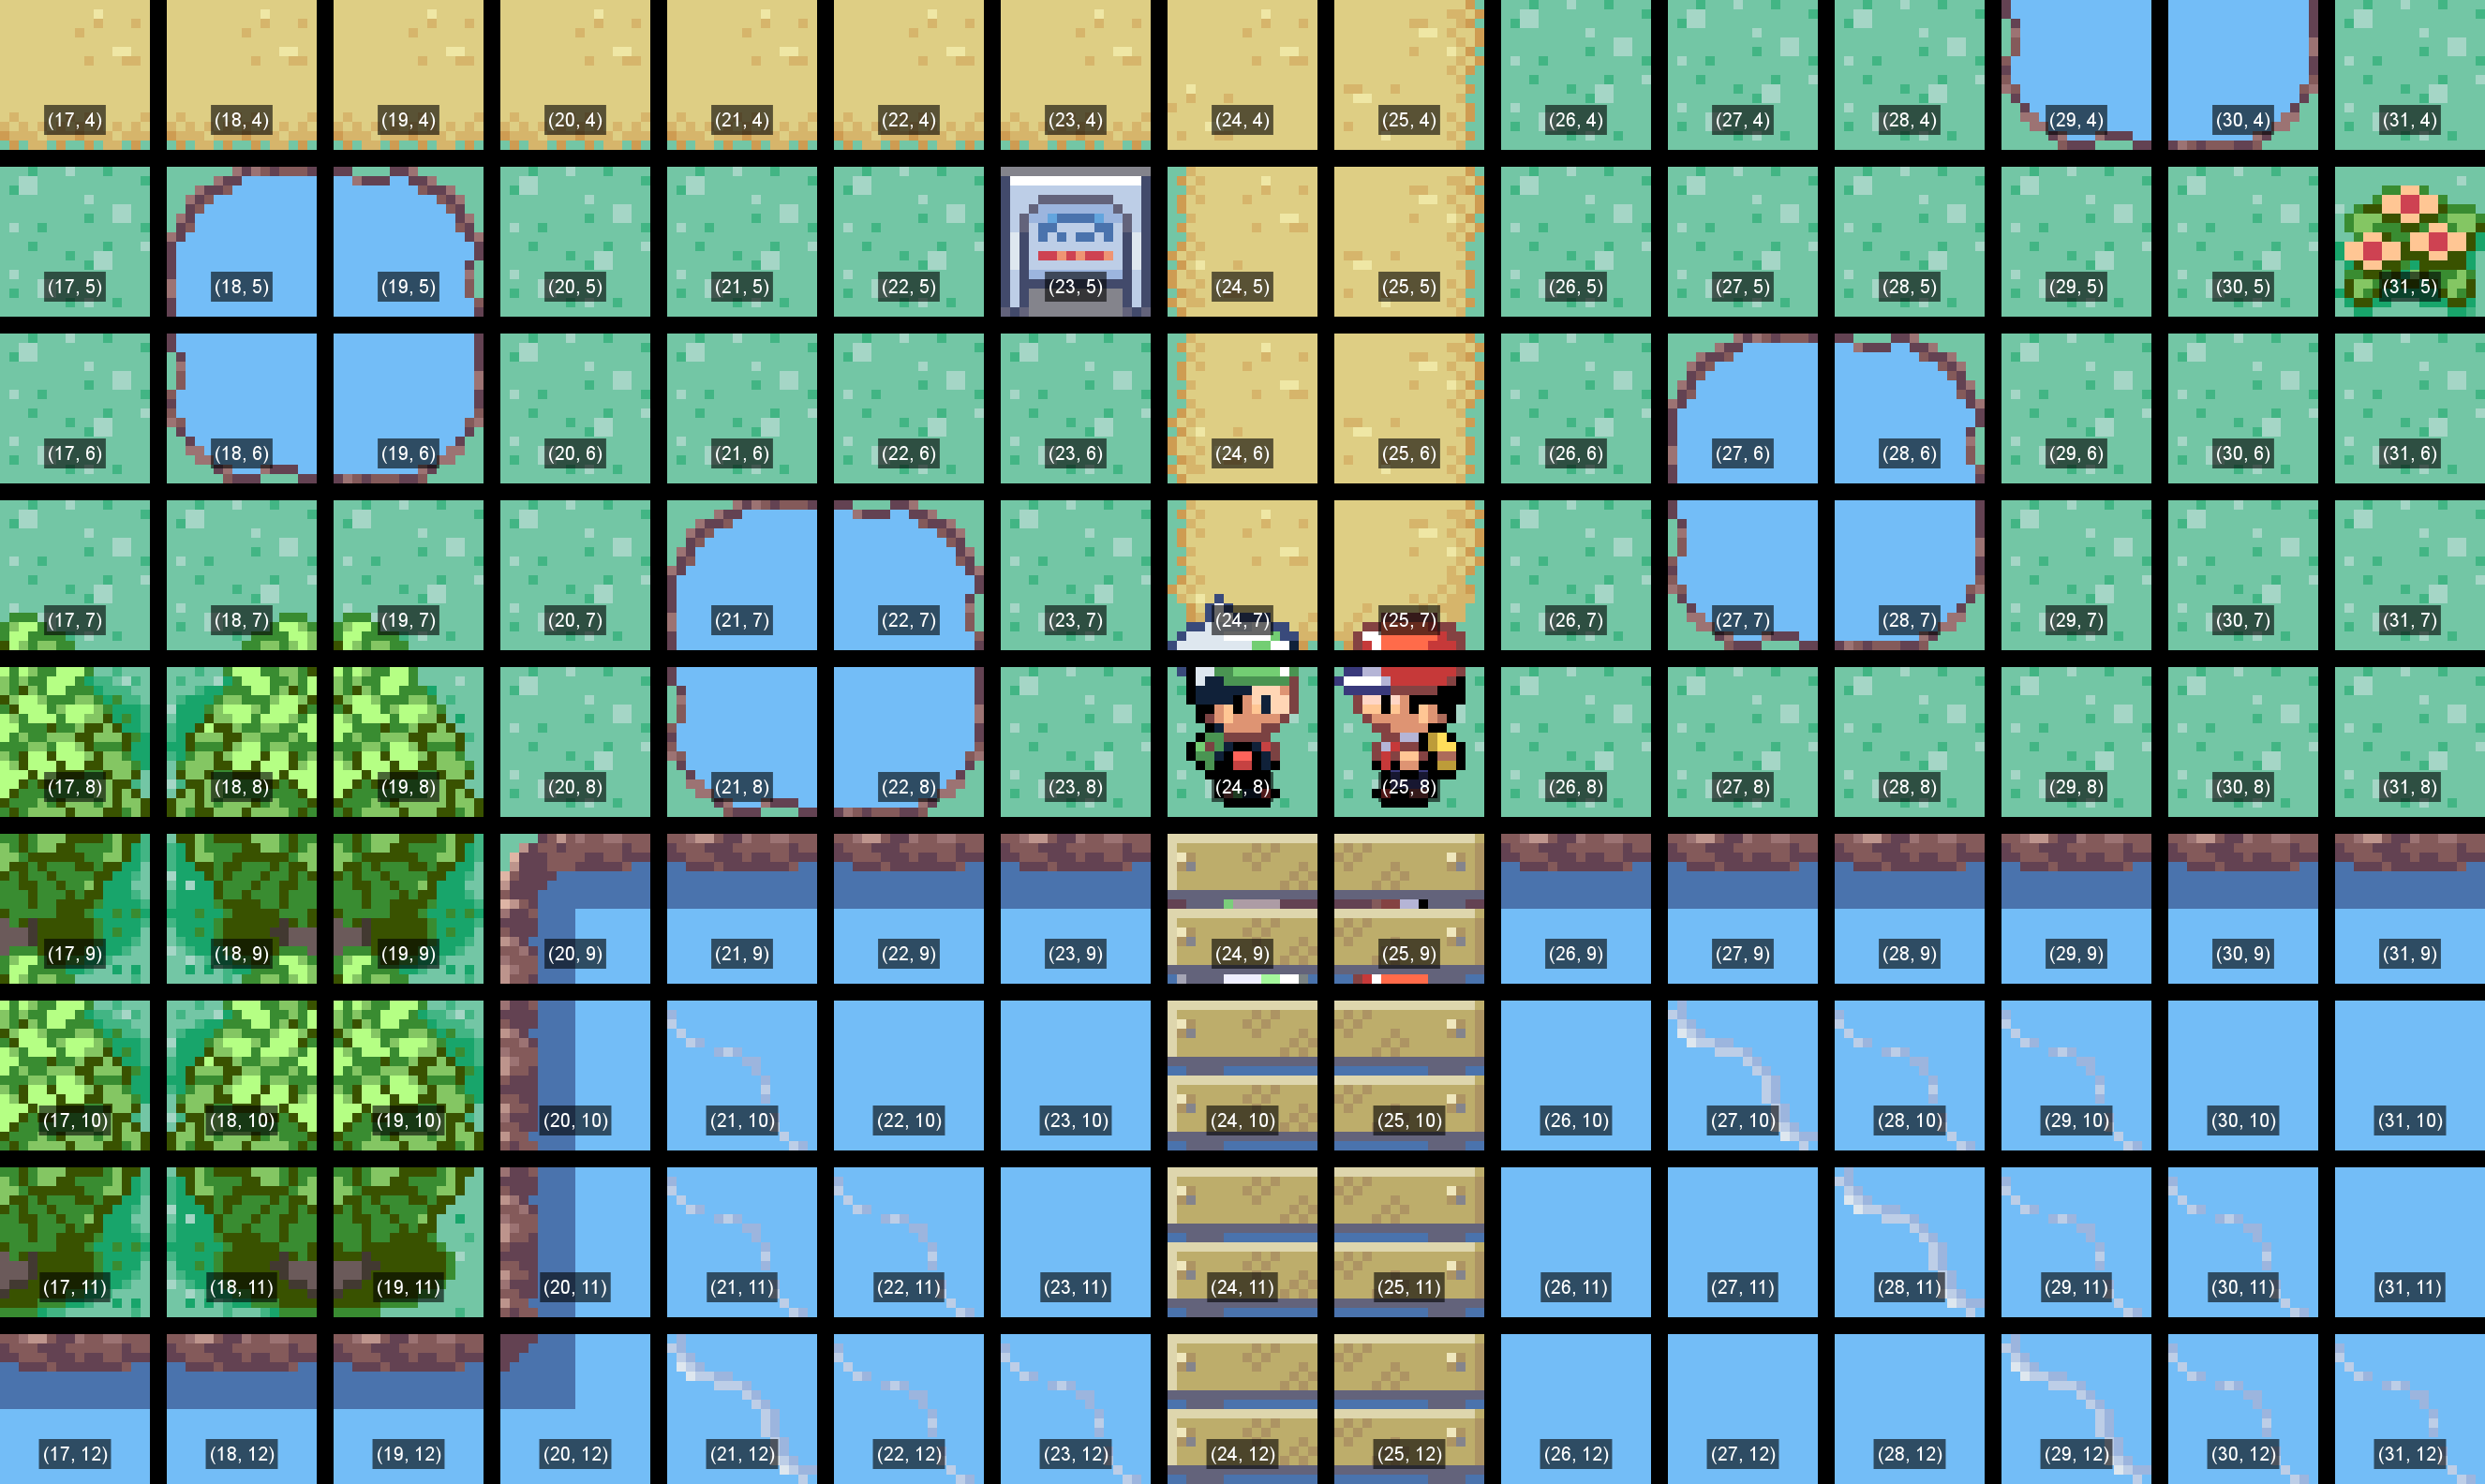 (17, 4) (18, 4) (19, 4) (20, 4) (21, 4) (22, 4) (23, 4) (24, 4) (25, 4) (26, 4) (27, 4) (28, 4) (29, 4) (30, 4) (31, 4)
(17, 5) (18, 5) (19, 5) (20, 5) (21, 5) (22, 5) (23, 5) (24, 5) (25, 5) (26, 5) (27, 5) (28, 5) (29, 5) (30, 5) (31, 5)
(17, 6) (18, 6) (19, 6) (20, 6) (21, 6) (22, 6) (23, 6) (24, 6) (25, 6) (26, 6) (27, 6) (28, 6) (29, 6) (30, 6) (31, 6)
(17, 7) (18, 7) (19, 7) (20, 7) (21, 7) (22, 7) (23, 7) (24, 7) (25, 7) (26, 7) (27, 7) (28, 7) (29, 7) (30, 7) (31, 7)
(17, 8) (18, 8) (19, 8) (20, 8) (21, 8) (22, 8) (23, 8) (24, 8) (25, 8) (26, 8) (27, 8) (28, 8) (29, 8) (30, 8) (31, 8)
(17, 9) (18, 9) (19, 9) (20, 9) (21, 9) (22, 9) (23, 9) (24, 9) (25, 9) (26, 9) (27, 9) (28, 9) (29, 9) (30, 9) (31, 9)
(17, 10) (18, 10) (19, 10) (20, 10) (21, 10) (22, 10) (23, 10) (24, 10) (25, 10) (26, 10) (27, 10) (28, 10) (29, 10) (30, 10) (31, 10)
(17, 11) (18, 11) (19, 11) (20, 11) (21, 11) (22, 11) (23, 11) (24, 11) (25, 11) (26, 11) (27, 11) (28, 11) (29, 11) (30, 11) (31, 11)
(17, 12) (18, 12) (19, 12) (20, 12) (21, 12) (22, 12) (23, 12) (24, 12) (25, 12) (26, 12) (27, 12) (28, 12) (29, 12) (30, 12) (31, 12)